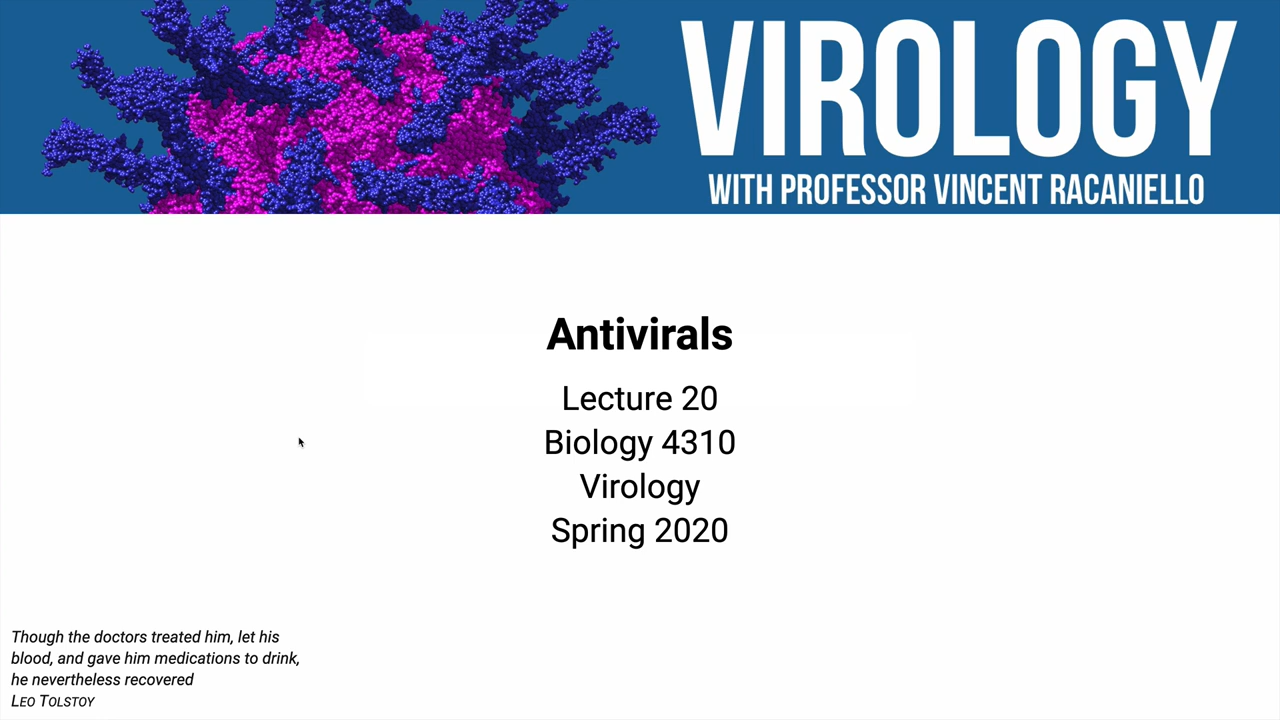 VIROLOGY
WITH PROFESSOR VINCENT RACANIELLO
Antivirals
Lecture 20
Biology 4310
Virology
Spring 2020
Though the doctors treated him, let his
blood, and gave him medications to drink,
he nevertheless recovered
LEO TOLSTOY